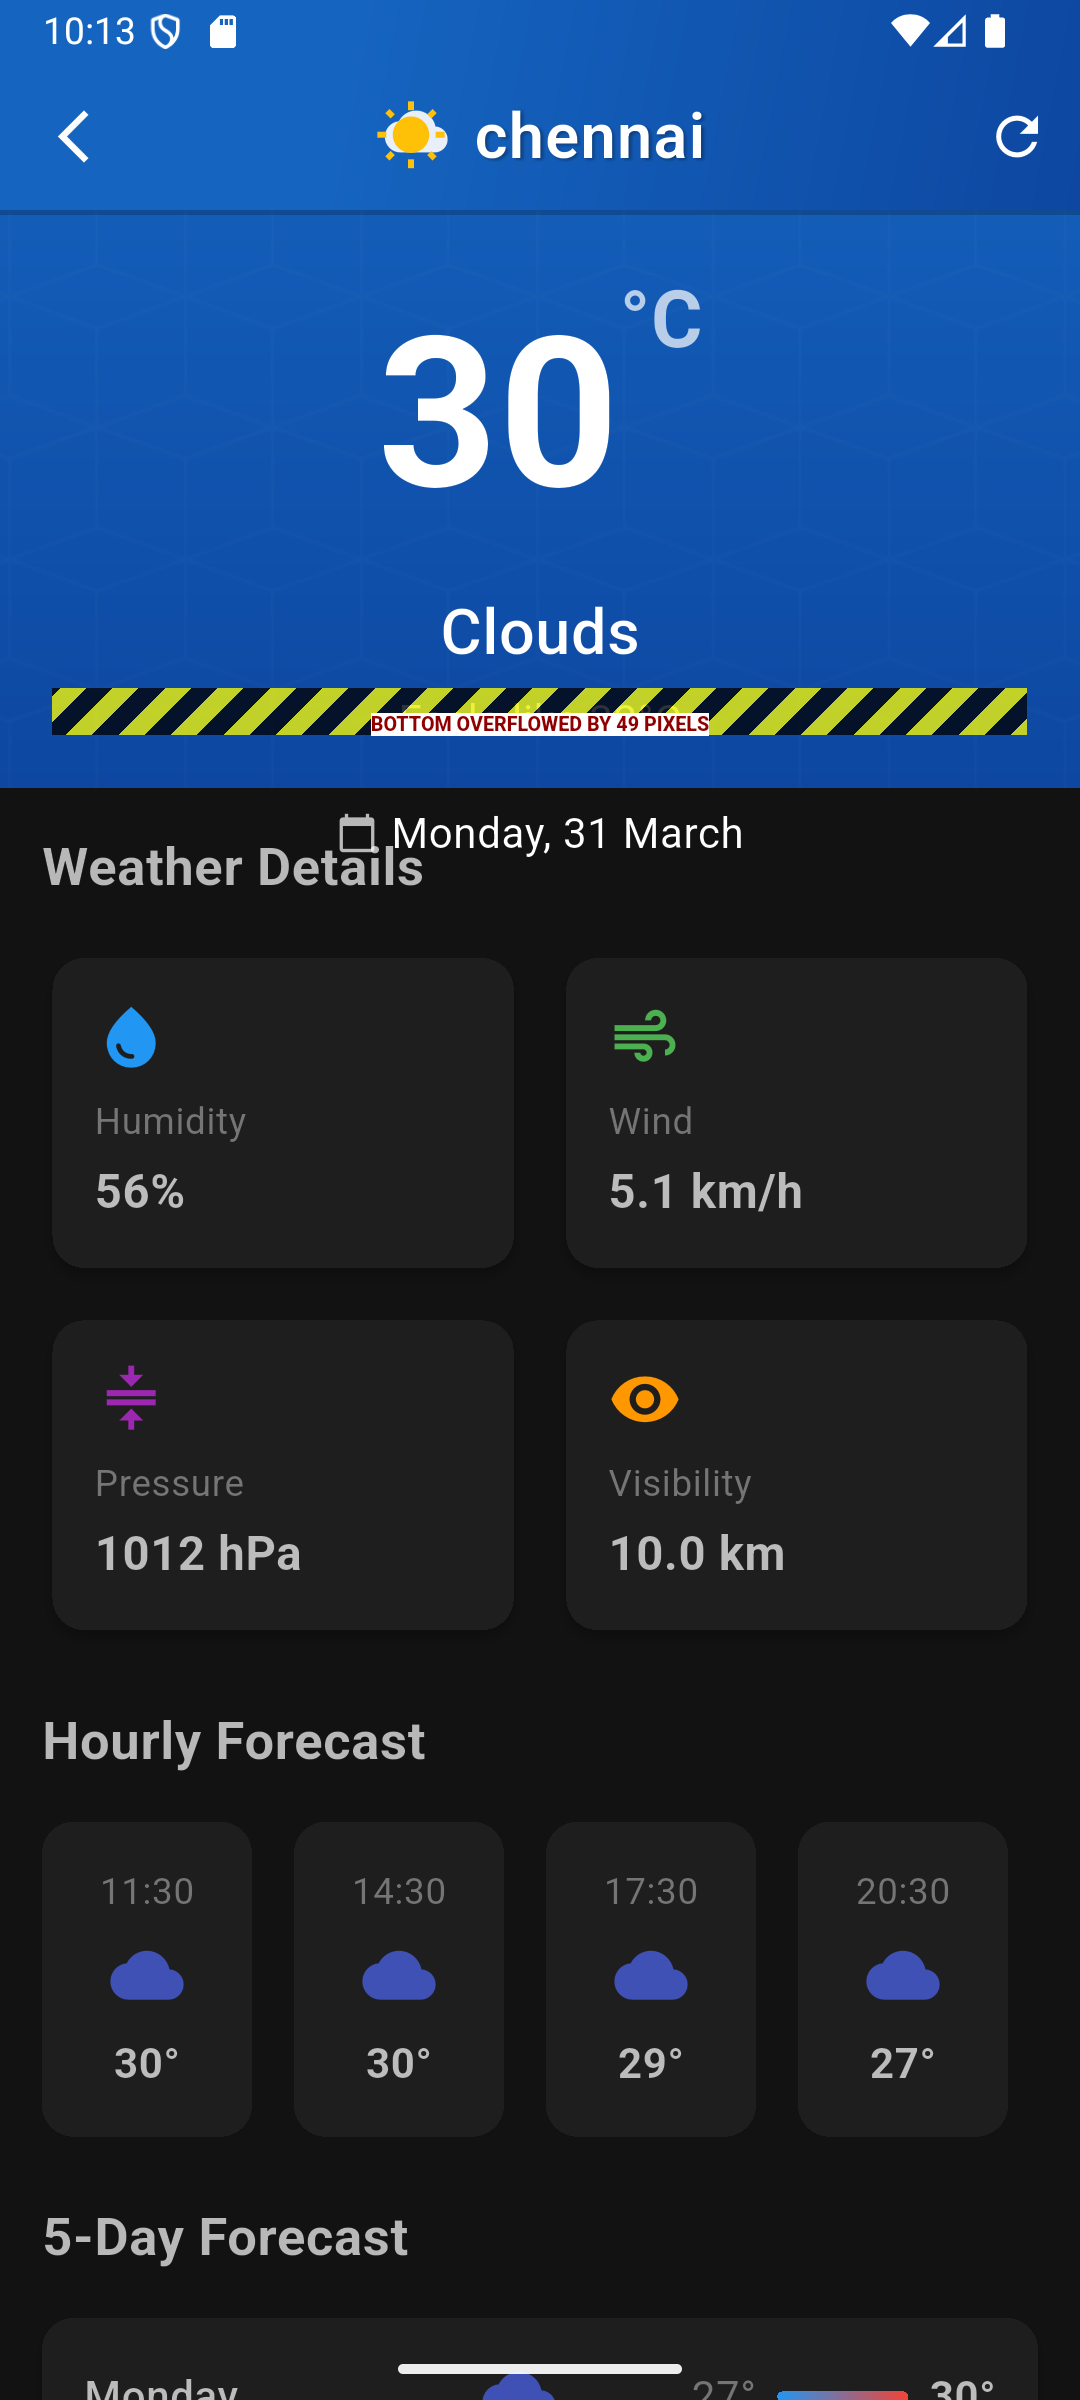 10:13
chennai
30 °C
Clouds
BOTTOM OVERFLOWED BY 49 PIXELS
Monday, 31 March
Weather Details
Humidity
56%
Wind
5.1 km/h
Pressure
1012 hPa
Visibility
10.0 km
Hourly Forecast
11:30
30°
14:30
30°
17:30
29°
20:30
27°
5-Day Forecast
Monday 27° 30°